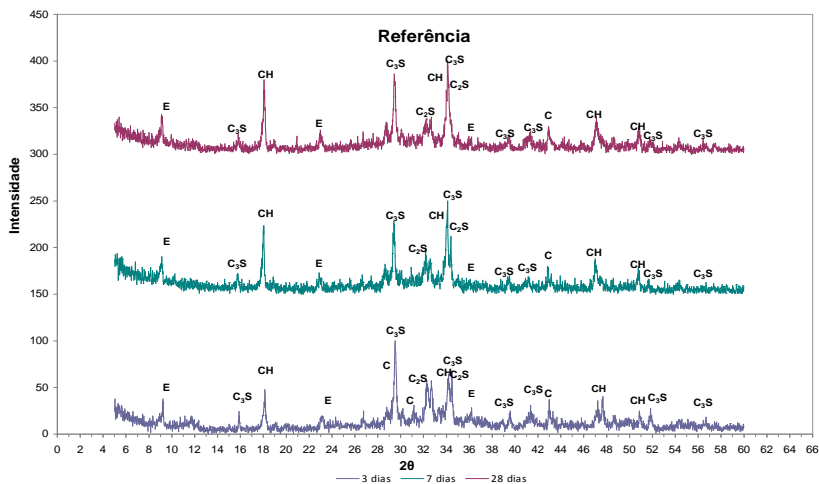 Referência
Intensidade
450
400
350
300
250
200
150
100
50
0
E
C₃S
CH
E
C₃S
C₂S
CH
C₃S
C₂S
E
C₃S
C₃S
C
CH
CH
C₃S
C₃S
E
C₃S
CH
E
C₃S
C₂S
CH
C₃S
C₂S
E
C₃S
C₃S
C
CH
CH
C₃S
C₃S
E
C₃S
CH
E
C
C₃S
C
C₂S
CH
C₃S
C₂S
E
C₃S
C₃S
C
CH
CH
C₃S
C₃S
0 2 4 6 8 10 12 14 16 18 20 22 24 26 28 30 32 34 36 38 40 42 44 46 48 50 52 54 56 58 60 62 64 66
2θ
3 dias 7 dias 28 dias